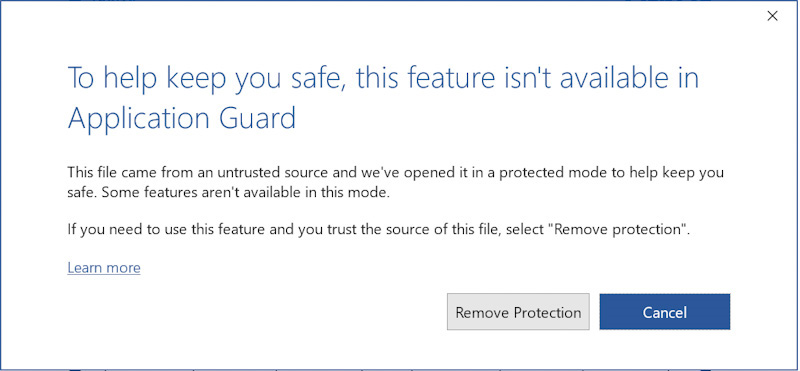 To help keep you safe, this feature isn't available in
Application Guard
This file came from an untrusted source and we've opened it in a protected mode to help keep you
safe. Some features aren't available in this mode.
If you need to use this feature and you trust the source of this file, select "Remove protection".
Learn more
Remove Protection
Cancel